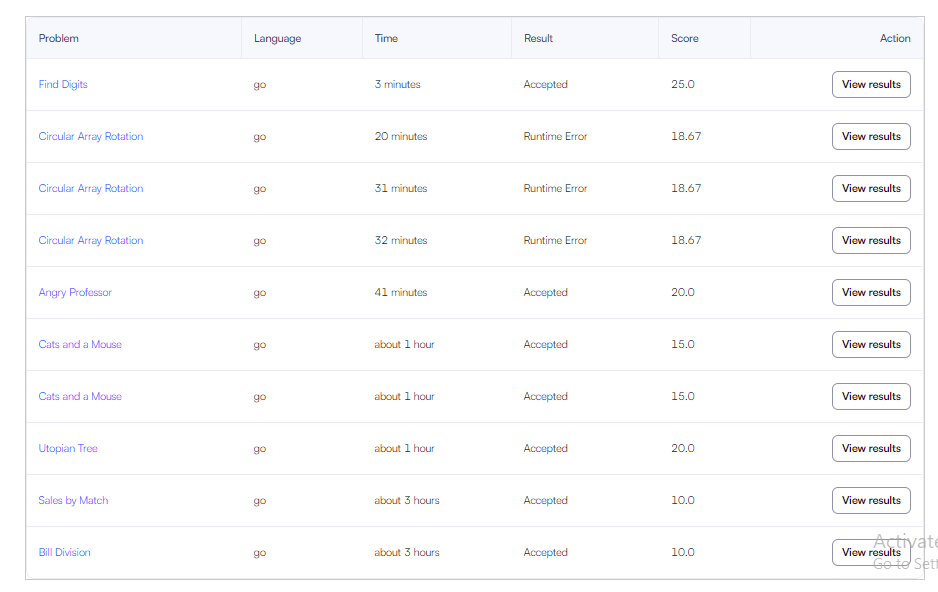 Problem Language Time Result Score Action
Find Digits go 3 minutes Accepted 25.0 View results
Circular Array Rotation go 20 minutes Runtime Error 18.67 View results
Circular Array Rotation go 31 minutes Runtime Error 18.67 View results
Circular Array Rotation go 32 minutes Runtime Error 18.67 View results
Angry Professor go 41 minutes Accepted 20.0 View results
Cats and a Mouse go about 1 hour Accepted 15.0 View results
Cats and a Mouse go about 1 hour Accepted 15.0 View results
Utopian Tree go about 1 hour Accepted 20.0 View results
Sales by Match go about 3 hours Accepted 10.0 View results
Activate
Bill Division go about 3 hours Accepted 10.0 View results
Go to Sett